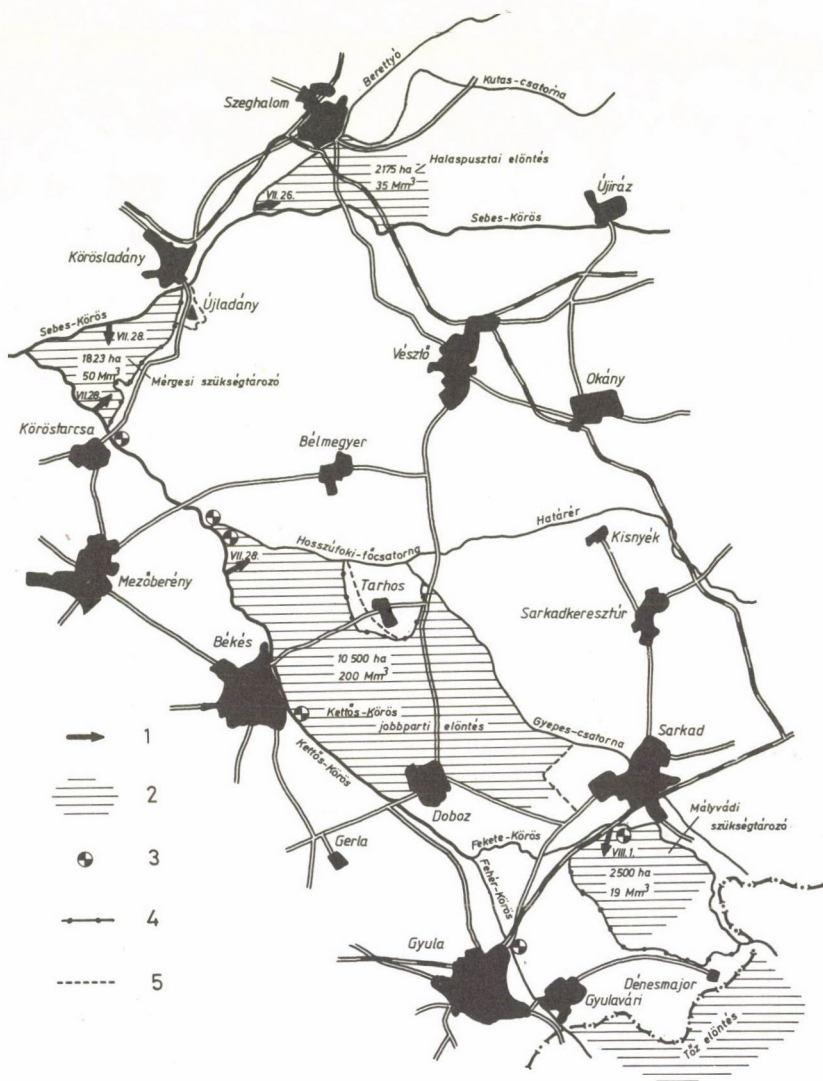 Berettyó
Kutas-csatorna
Szeghalom
Halaspusztai elöntés
2175 ha
35 Mm³
VII. 26.
Újiráz
Sebes-Körös
Körösladány
Újladány
Sebes-Körös
VII. 28.
1823 ha
50 Mm³
Mérgesi szükségtározó
VII. 28.
Vésztő
Okány
Köröstarcsa
Bélmegyer
Határér
Kisnyék
Hosszúfoki-főcsatorna
VII. 28.
Mezőberény
Tarhos
Sarkadkeresztúr
Békés
10 500 ha
200 Mm³
Kettős-Körös
jobbparti elöntés
Gyepes-csatorna
Sarkad
Kettős-Körös
Doboz
Gerla
Fekete-Körös
Mályvádi
szükségtározó
VIII. 1.
2500 ha
19 Mm³
Fehér-Körös
Gyula
Gyulavári
Dénesmajor
Tőz elöntés
1
2
3
4
5